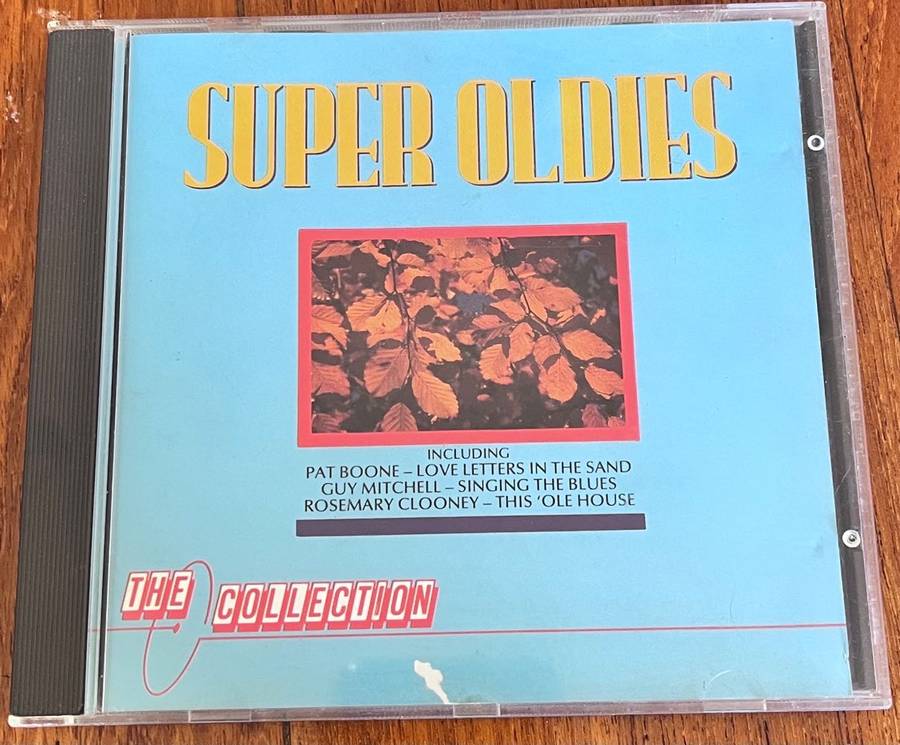 SUPER OLDIES
INCLUDING
PAT BOONE – LOVE LETTERS IN THE SAND
GUY MITCHELL – SINGING THE BLUES
ROSEMARY CLOONEY – THIS ‘OLE HOUSE
THE COLLECTION